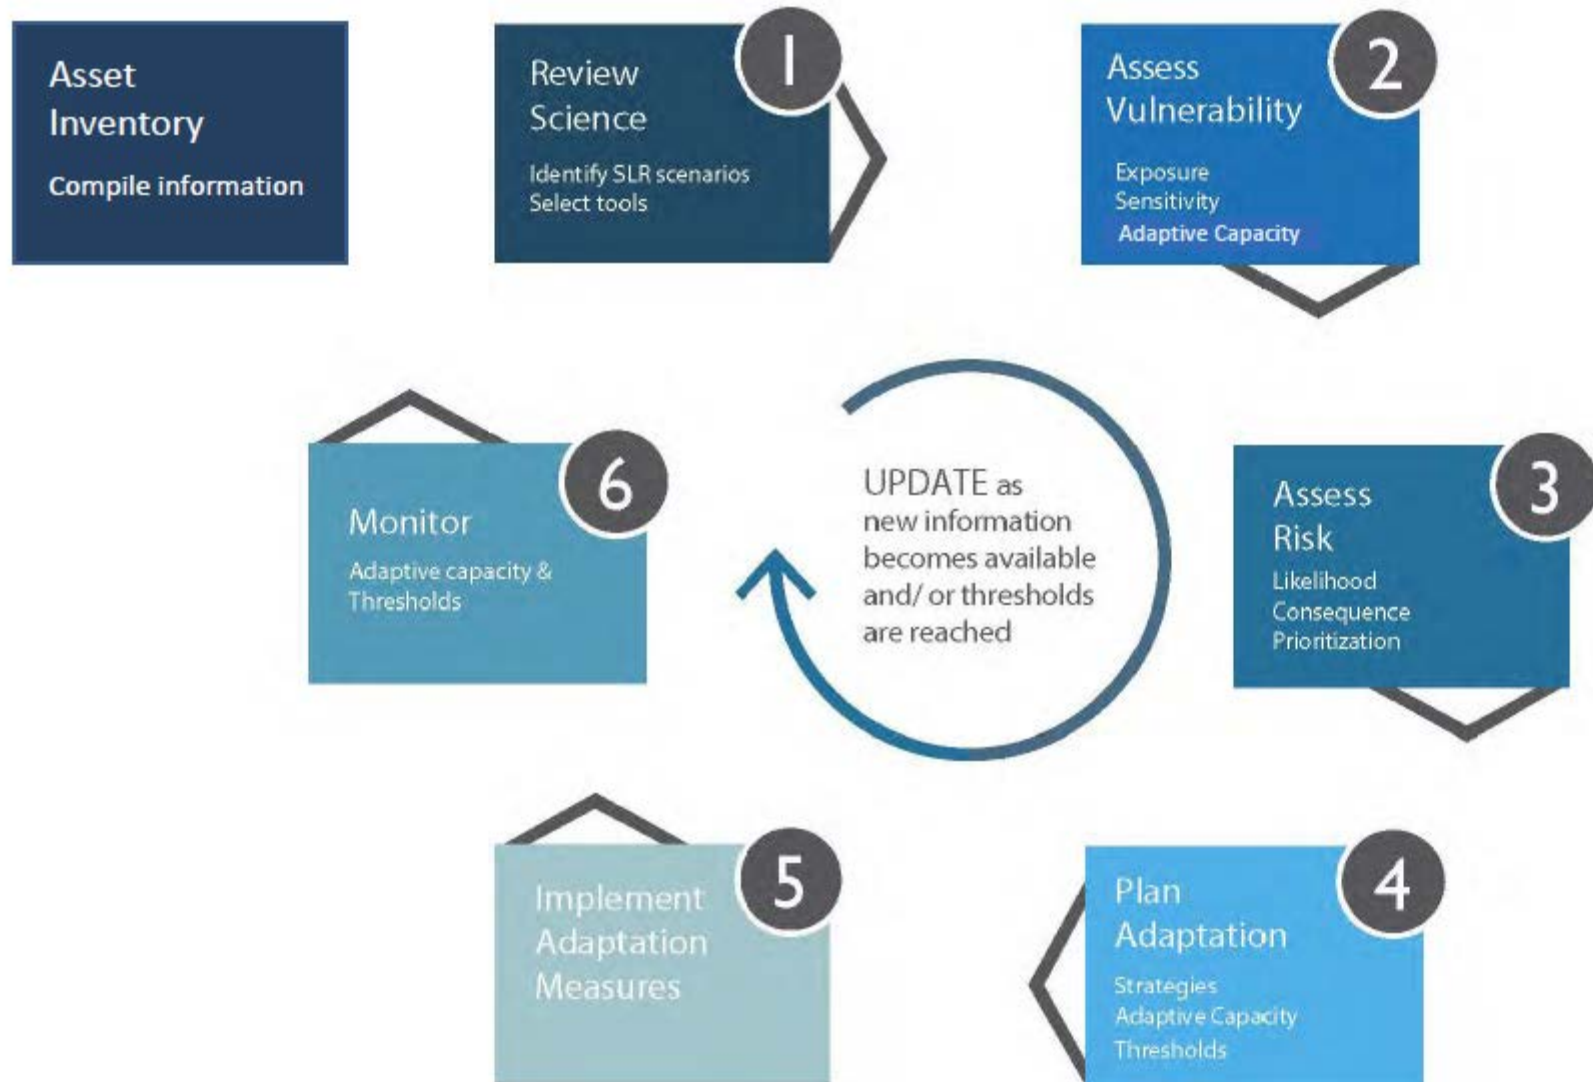 Asset
Inventory
Compile information
1
Review
Science
Identify SLR scenarios
Select tools
2
Assess
Vulnerability
Exposure
Sensitivity
Adaptive Capacity
3
Assess
Risk
Likelihood
Consequence
Prioritization
4
Plan
Adaptation
Strategies
Adaptive Capacity
Thresholds
5
Implement
Adaptation
Measures
6
Monitor
Adaptive capacity &
Thresholds
UPDATE as
new information
becomes available
and/ or thresholds
are reached